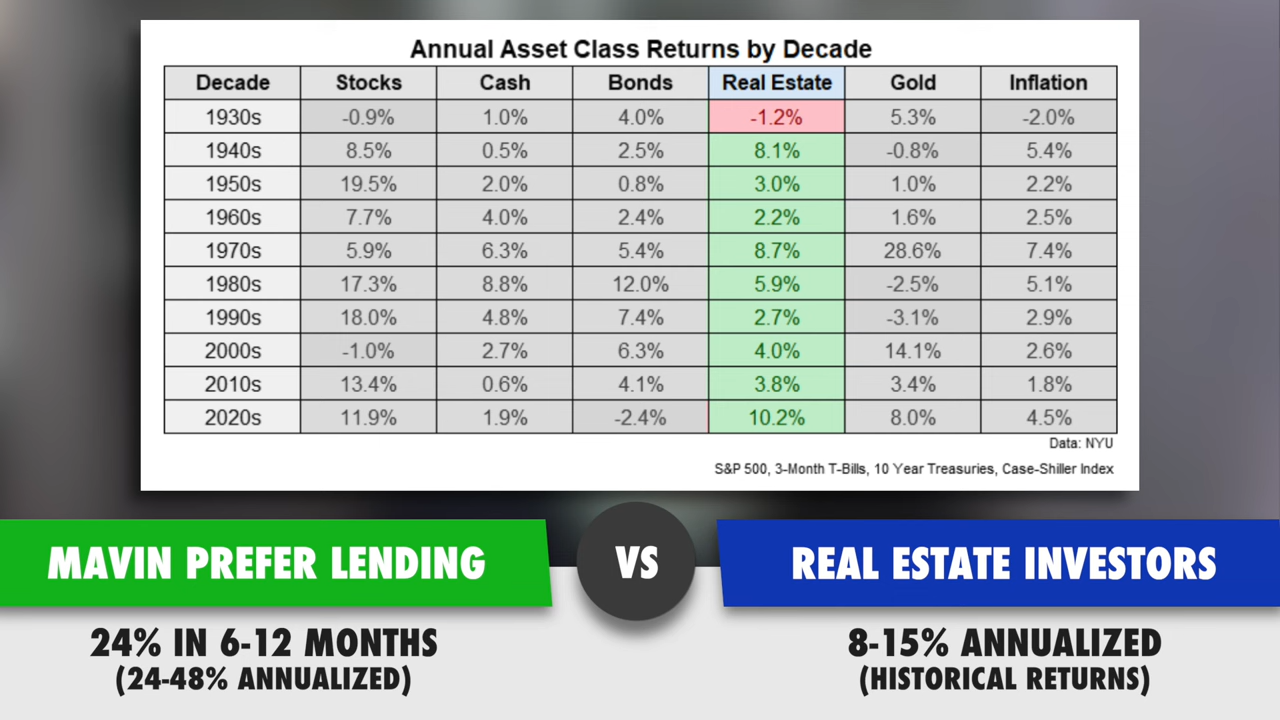 Annual Asset Class Returns by Decade
Decade Stocks Cash Bonds Real Estate Gold Inflation
1930s -0.9% 1.0% 4.0% -1.2% 5.3% -2.0%
1940s 8.5% 0.5% 2.5% 8.1% -0.8% 5.4%
1950s 19.5% 2.0% 0.8% 3.0% 1.0% 2.2%
1960s 7.7% 4.0% 2.4% 2.2% 1.6% 2.5%
1970s 5.9% 6.3% 5.4% 8.7% 28.6% 7.4%
1980s 17.3% 8.8% 12.0% 5.9% -2.5% 5.1%
1990s 18.0% 4.8% 7.4% 2.7% -3.1% 2.9%
2000s -1.0% 2.7% 6.3% 4.0% 14.1% 2.6%
2010s 13.4% 0.6% 4.1% 3.8% 3.4% 1.8%
2020s 11.9% 1.9% -2.4% 10.2% 8.0% 4.5%
Data: NYU
S&P 500, 3-Month T-Bills, 10 Year Treasuries, Case-Shiller Index
MAVIN PREFER LENDING
VS
REAL ESTATE INVESTORS
24% IN 6-12 MONTHS
(24-48% ANNUALIZED)
8-15% ANNUALIZED
(HISTORICAL RETURNS)